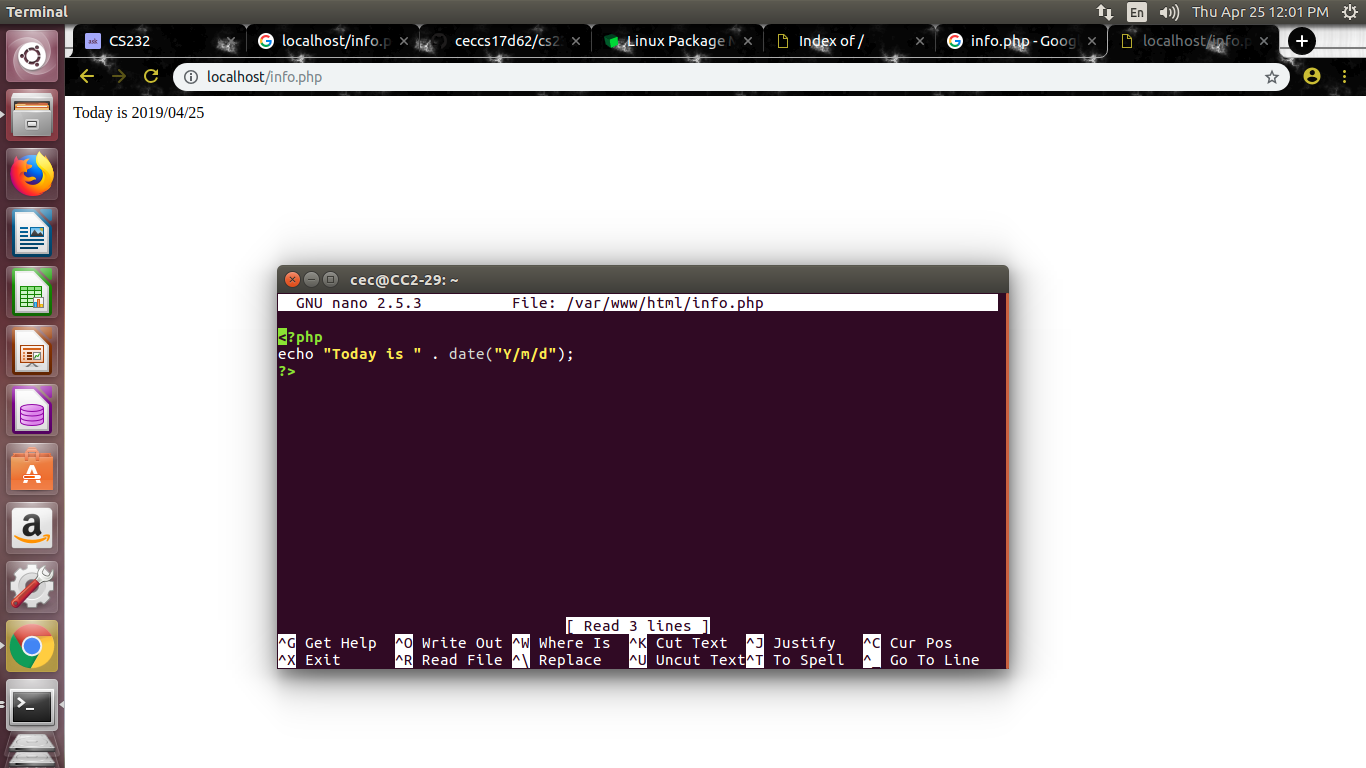 Terminal
En
Thu Apr 25 12:01 PM
CS232
localhost/info.p
ceccs17d62/cs2
Linux Package
Index of /
info.php - Goog
localhost/info.p
localhost/info.php
Today is 2019/04/25
cec@CC2-29: ~
GNU nano 2.5.3 File: /var/www/html/info.php
<?php
echo "Today is " . date("Y/m/d");
?>
[ Read 3 lines ]
^G Get Help ^O Write Out ^W Where Is ^K Cut Text ^J Justify ^C Cur Pos
^X Exit ^R Read File ^\ Replace ^U Uncut Text ^T To Spell ^_ Go To Line